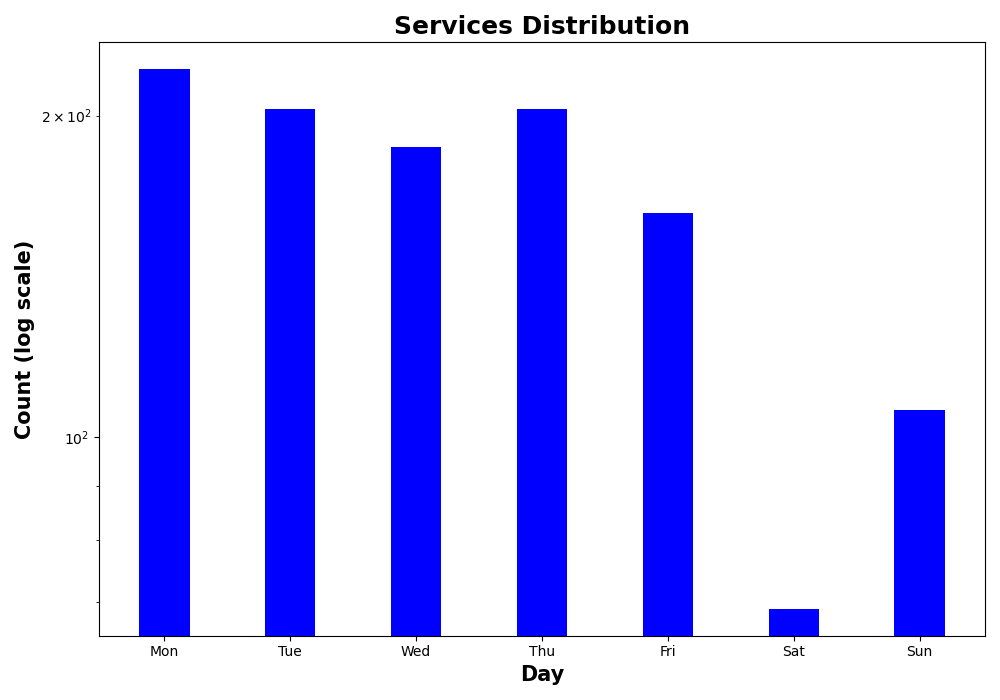 Services Distribution
Count (log scale)
2 × 10²
10²
Mon Tue Wed Thu Fri Sat Sun
Day